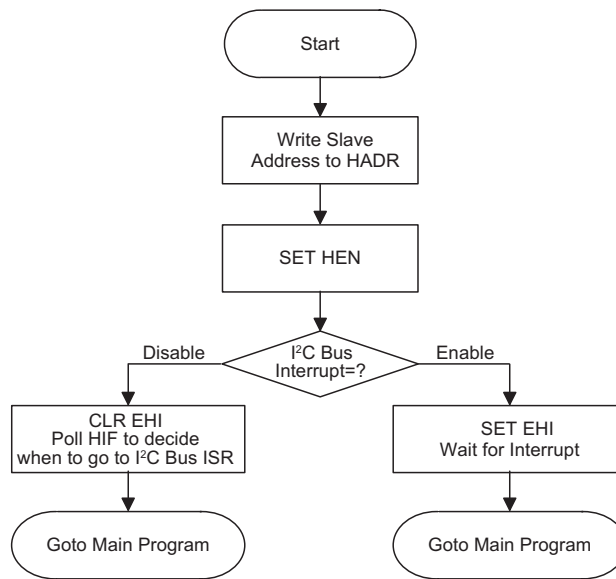 Start
Write Slave
Address to HADR
SET HEN
I²C Bus
Interrupt=?
Disable
Enable
CLR EHI
Poll HIF to decide
when to go to I²C Bus ISR
SET EHI
Wait for Interrupt
Goto Main Program
Goto Main Program